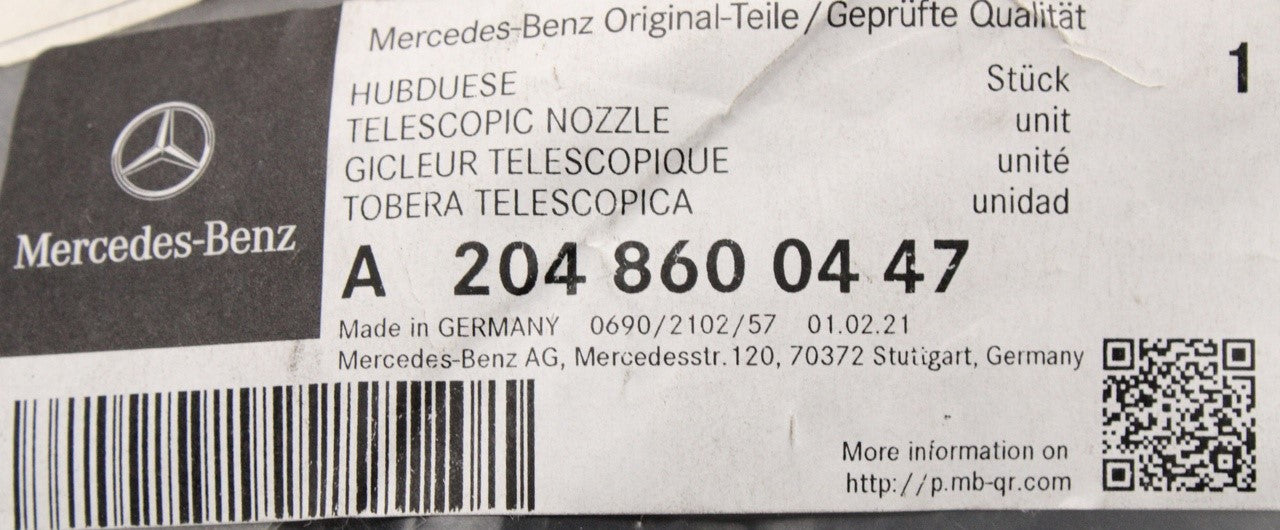 Mercedes-Benz Original-Teile/Geprüfte Qualität
HUBDUESE Stück 1
TELESCOPIC NOZZLE unit
GICLEUR TELESCOPIQUE unité
TOBERA TELESCOPICA unidad
Mercedes-Benz
A 204 860 04 47
Made in GERMANY 0690/2102/57 01.02.21
Mercedes-Benz AG, Mercedesstr. 120, 70372 Stuttgart, Germany
More information on
http://p.mb-qr.com